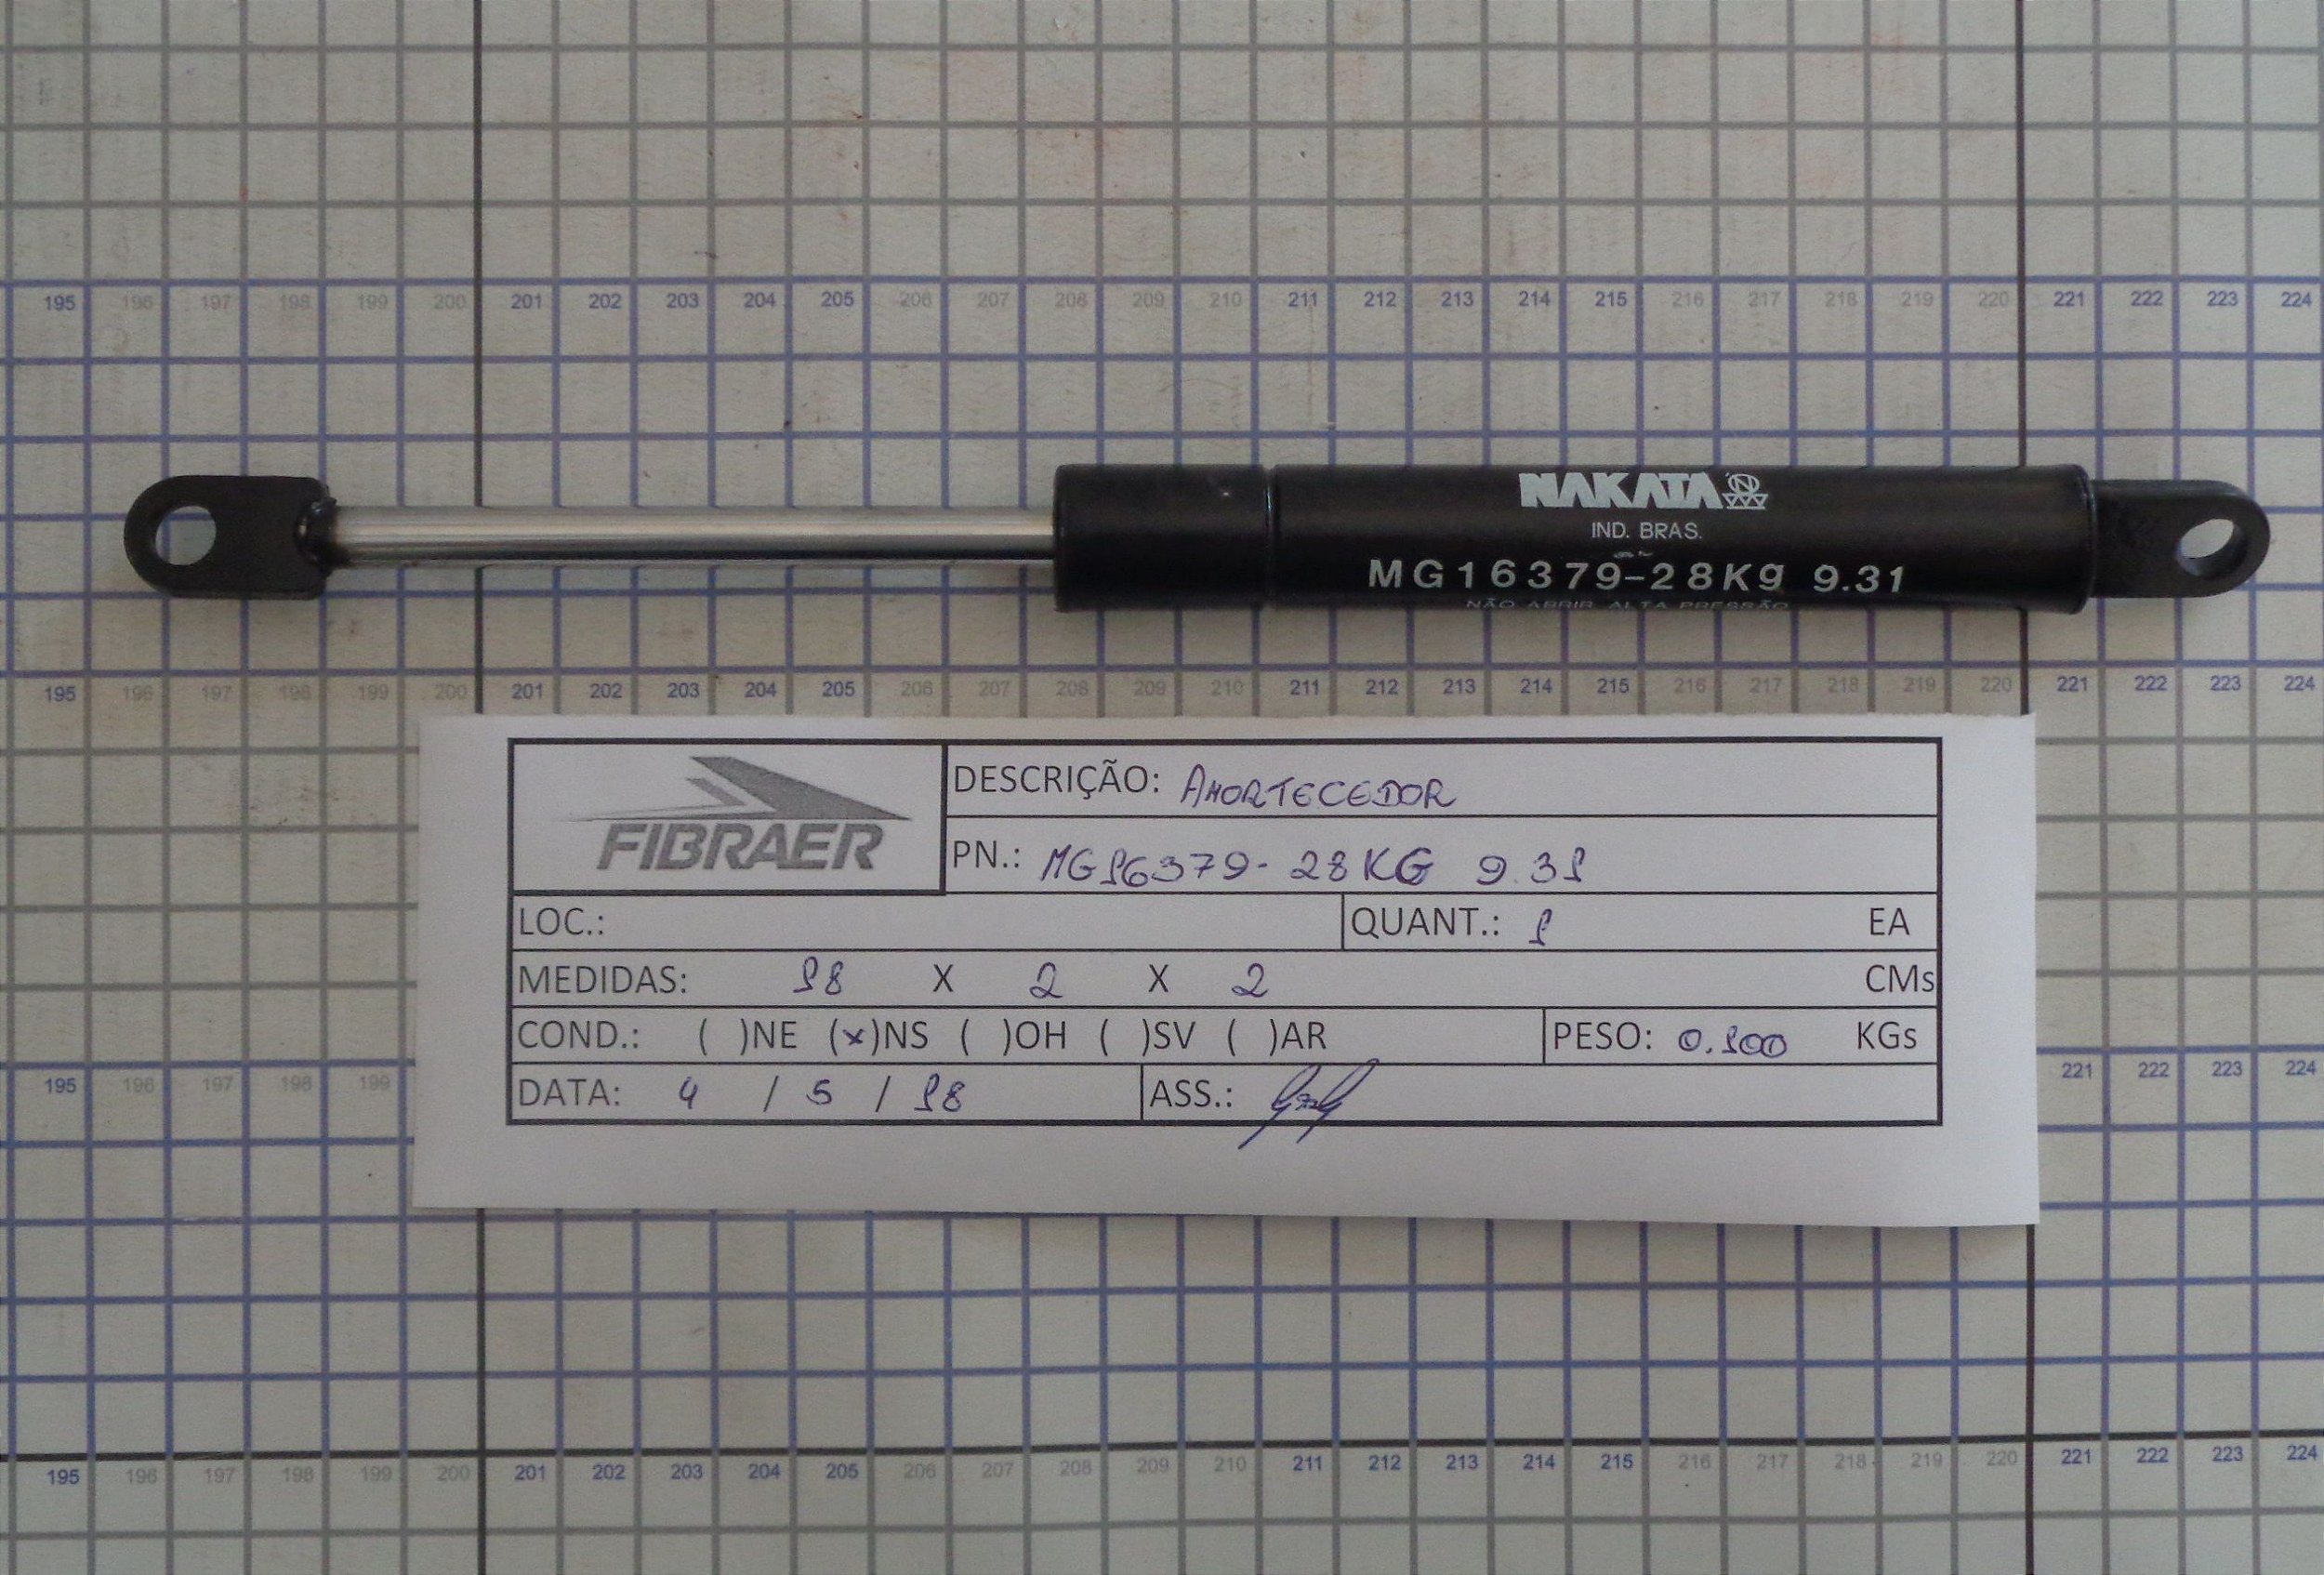 195 196 197 198 199 200 201 202 203 204 205 206 207 208 209 210 211 212 213 214 215 216 217 218 219 220 221 222 223 224
NAKATA
IND. BRAS.
MG16379-28Kg 9.31
NÃO ABRIR ALTA PRESSÃO
195 196 197 198 199 200 201 202 203 204 205 206 207 208 209 210 211 212 213 214 215 216 217 218 219 220 221 222 223 224
FIBRAER
DESCRIÇÃO: AMORTECEDOR
PN.: MG16379-28KG 9.31
LOC.:
QUANT.: 1 EA
MEDIDAS: 18 X 2 X 2 CMs
COND.: ( )NE (x)NS ( )OH ( )SV ( )AR
PESO: 0.100 KGs
DATA: 4 / 5 / 18
ASS.:
195 196 197 198 199 221 222 223 224
195 196 197 198 199 200 201 202 203 204 205 206 207 208 209 210 211 212 213 214 215 216 217 218 219 220 221 222 223 224